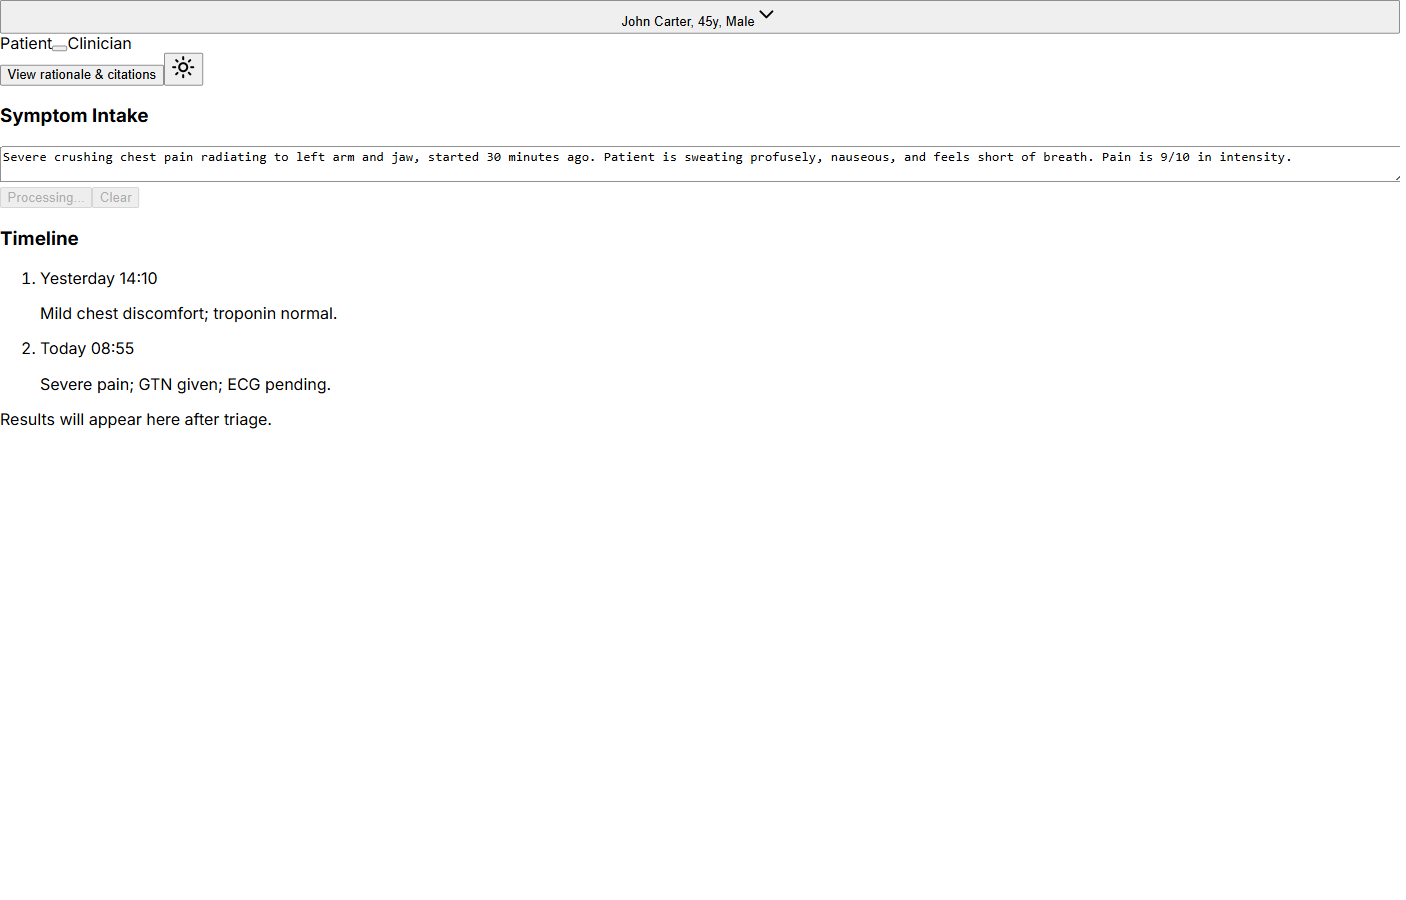 John Carter, 45y, Male
Patient Clinician
View rationale & citations
Symptom Intake
Severe crushing chest pain radiating to left arm and jaw, started 30 minutes ago. Patient is sweating profusely, nauseous, and feels short of breath. Pain is 9/10 in intensity.
Processing... Clear
Timeline
1. Yesterday 14:10
Mild chest discomfort; troponin normal.
2. Today 08:55
Severe pain; GTN given; ECG pending.
Results will appear here after triage.